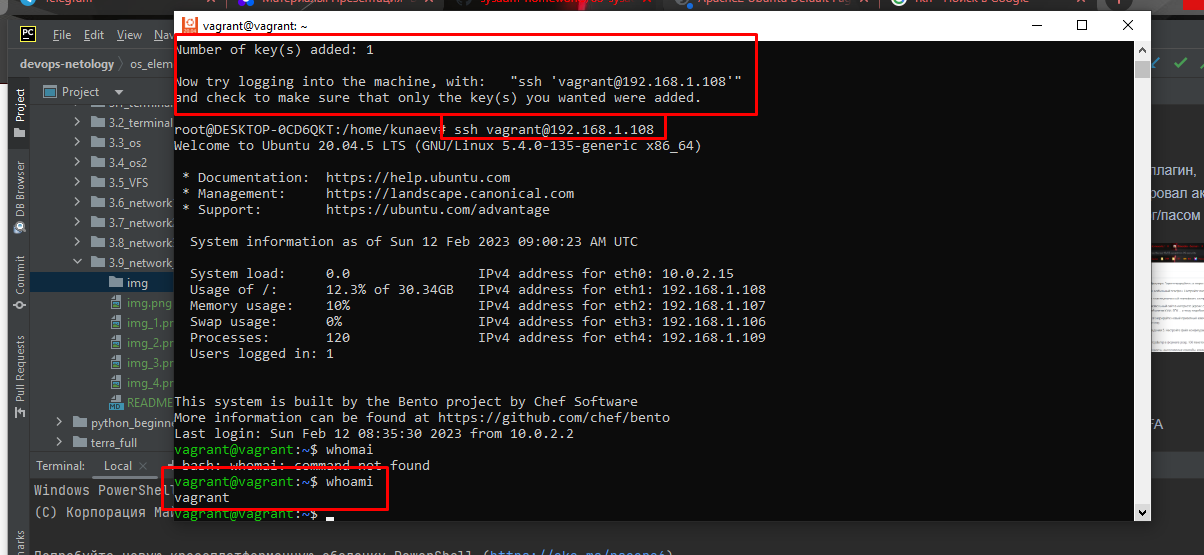 Telegram
vagrant@vagrant: ~
PC
File Edit View
devops-netology os_elem
Project
3.2_terminal
3.3_os
3.4_os2
3.5_VFS
3.6_network
3.7_network
3.8_network
3.9_network
img
img.png
img_1.pr
img_2.pr
img_3.pr
img_4.pr
README
python_beginn
terra_full
Project
DB Browser
Commit
Pull Requests
Number of key(s) added: 1
Now try logging into the machine, with:   "ssh 'vagrant@192.168.1.108'"
and check to make sure that only the key(s) you wanted were added.
root@DESKTOP-0CD6QKT:/home/kunaev# ssh vagrant@192.168.1.108
Welcome to Ubuntu 20.04.5 LTS (GNU/Linux 5.4.0-135-generic x86_64)
* Documentation:  https://help.ubuntu.com
* Management:     https://landscape.canonical.com
* Support:        https://ubuntu.com/advantage
System information as of Sun 12 Feb 2023 09:00:23 AM UTC
System load:    0.0                IPv4 address for eth0: 10.0.2.15
Usage of /:     12.3% of 30.34GB   IPv4 address for eth1: 192.168.1.108
Memory usage:   10%                IPv4 address for eth2: 192.168.1.107
Swap usage:     0%                 IPv4 address for eth3: 192.168.1.106
Processes:      120                IPv4 address for eth4: 192.168.1.109
Users logged in: 1
This system is built by the Bento project by Chef Software
More information can be found at https://github.com/chef/bento
Last login: Sun Feb 12 08:35:30 2023 from 10.0.2.2
vagrant@vagrant:~$ whomai
bash: whomai: command not found
vagrant@vagrant:~$ whoami
vagrant
vagrant@vagrant:~$
Terminal: Local
Windows PowerShell
(C) Корпорация
плагин,
FA